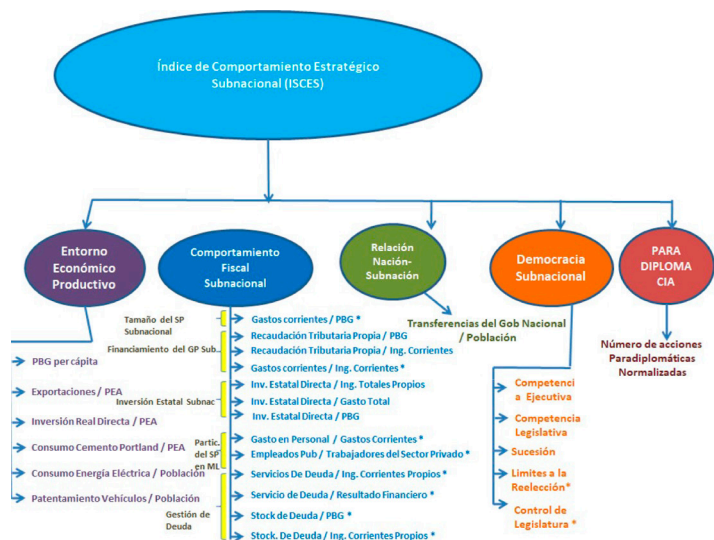 Índice de Comportamiento Estratégico
Subnacional (ISCES)
Entorno
Económico
Productivo
Comportamiento
Fiscal
Subnacional
Relación
Nación-
Subnación
Democracia
Subnacional
PARA
DIPLOMA
CIA
PBG per cápita
Exportaciones / PEA
Inversión Real Directa / PEA
Consumo Cemento Portland / PEA
Consumo Energía Eléctrica / Población
Patentamiento Vehículos / Población
Tamaño del SP
Subnacional
Gastos corrientes / PBG *
Financiamiento del GP Sub.
Recaudación Tributaria Propia / PBG
Recaudación Tributaria Propia / Ing. Corrientes
Gastos corrientes / Ing. Corrientes *
Inversión Estatal Subnac
Inv. Estatal Directa / Ing. Totales Propios
Inv. Estatal Directa / Gasto Total
Inv. Estatal Directa / PBG
Partic.
del SP
en ML
Gasto en Personal / Gastos Corrientes *
Empleados Pub / Trabajadores del Sector Privado *
Gestión de
Deuda
Servicios De Deuda / Ing. Corrientes Propios *
Servicio de Deuda / Resultado Financiero *
Stock de Deuda / PBG *
Stock. De Deuda / Ing. Corrientes Propios *
Transferencias del Gob Nacional
/ Población
Competenci
a Ejecutiva
Competencia
Legislativa
Sucesión
Limites a la
Reelección*
Control de
Legislatura *
Número de acciones
Paradiplomáticas
Normalizadas